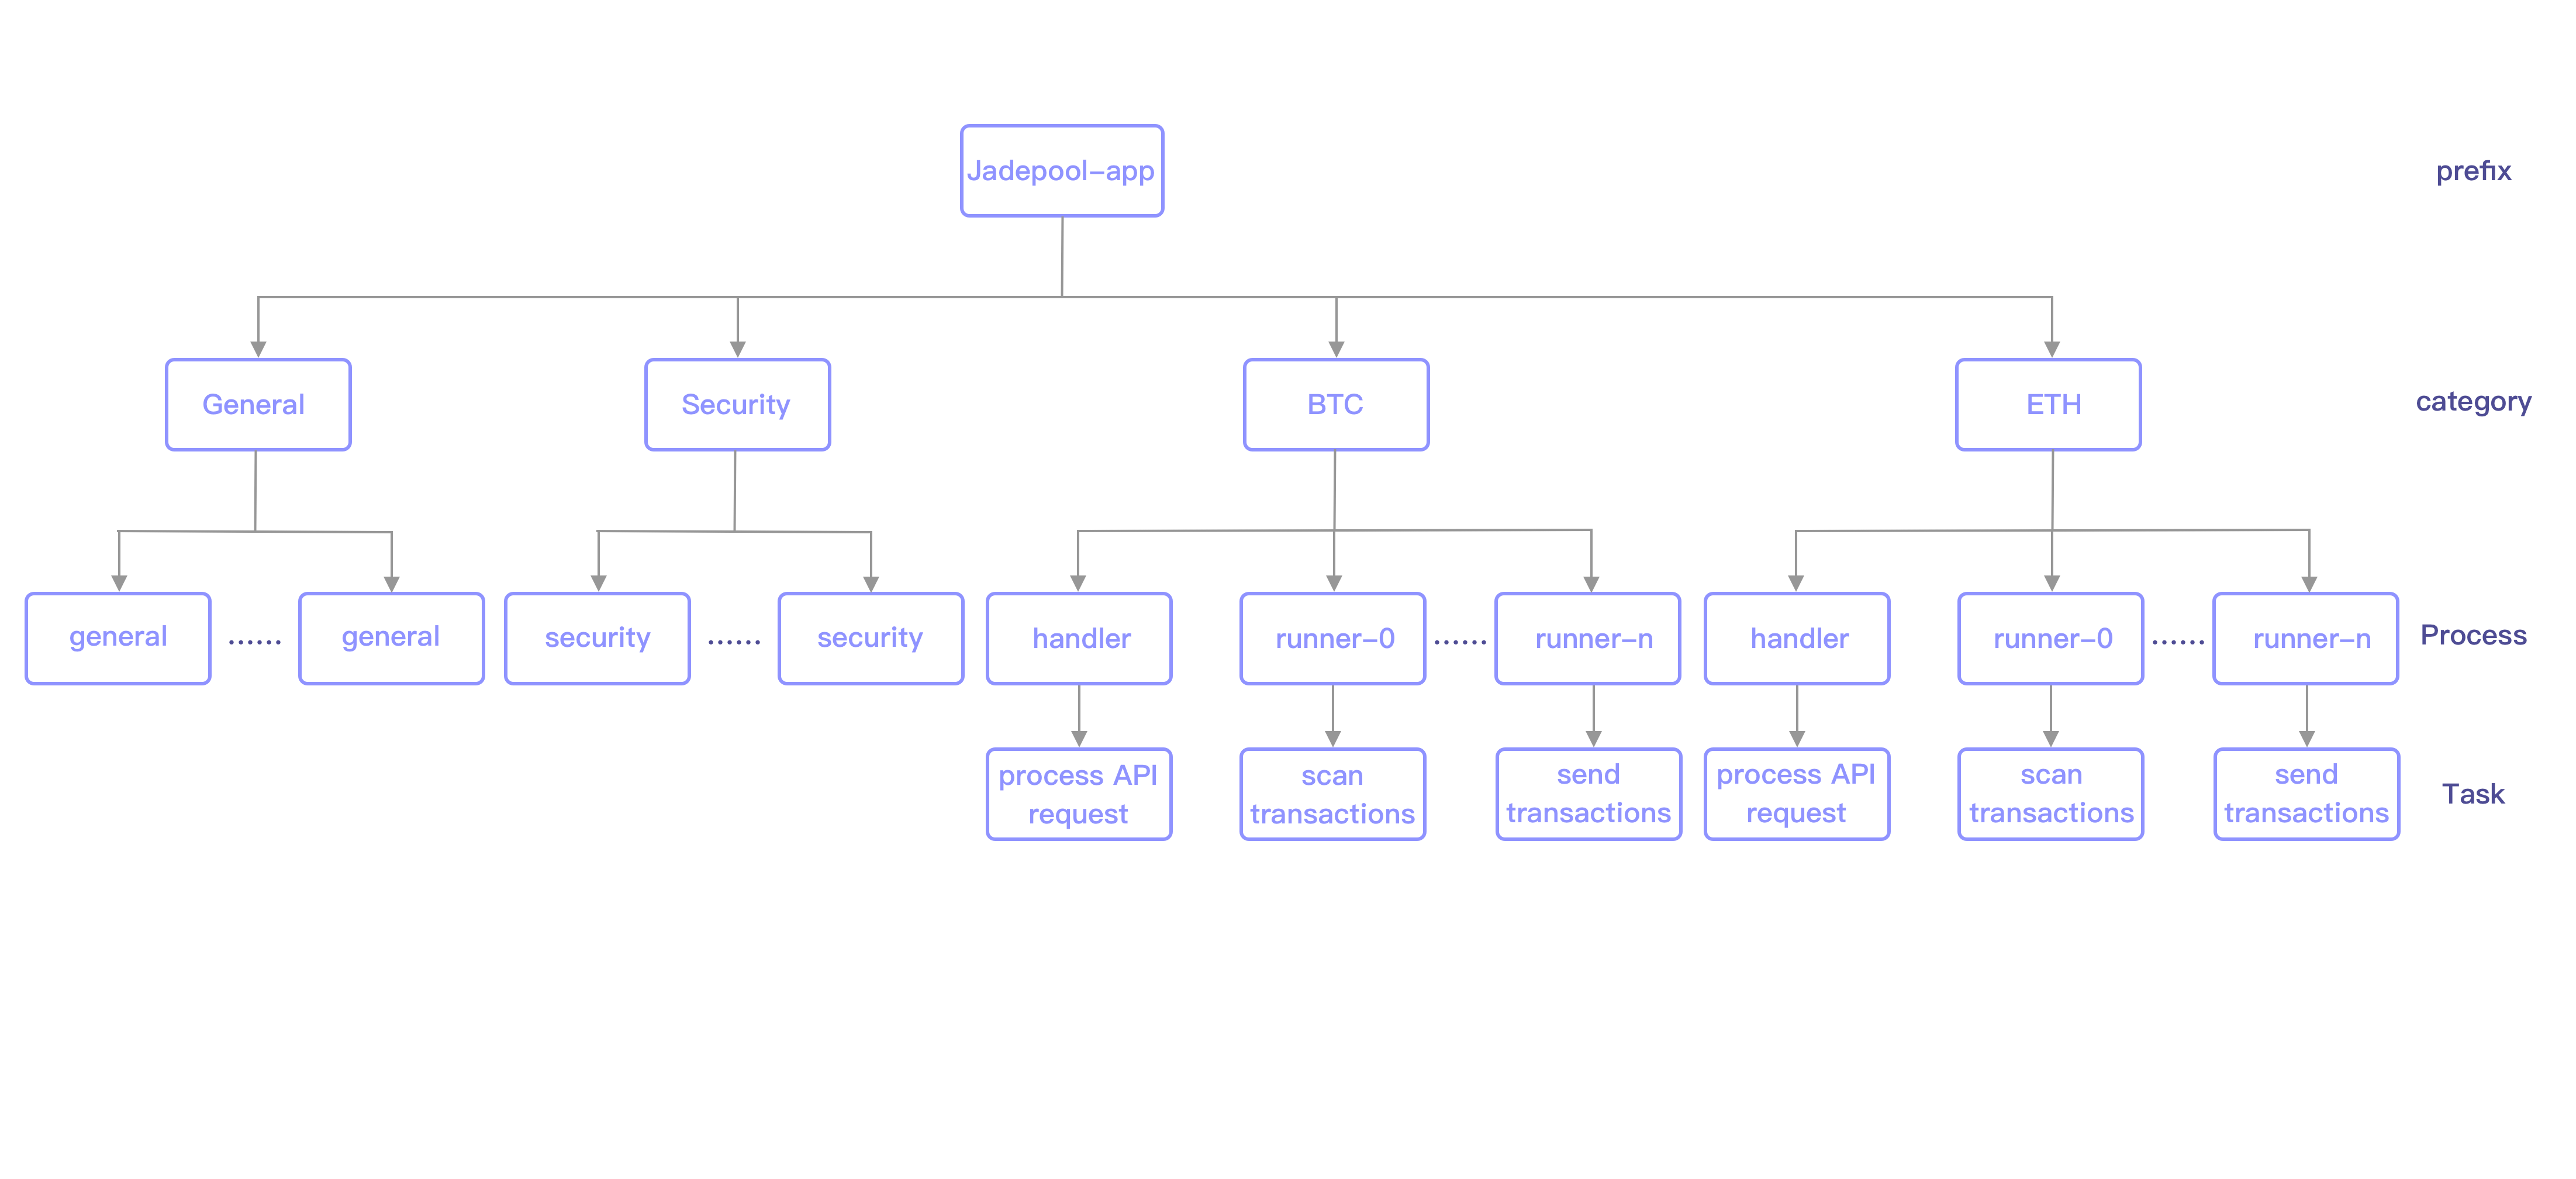 Jadepool-app
prefix
General
Security
BTC
ETH
category
general
......
general
security
......
security
handler
runner-0
......
runner-n
handler
runner-0
......
runner-n
Process
process API
request
scan
transactions
send
transactions
process API
request
scan
transactions
send
transactions
Task